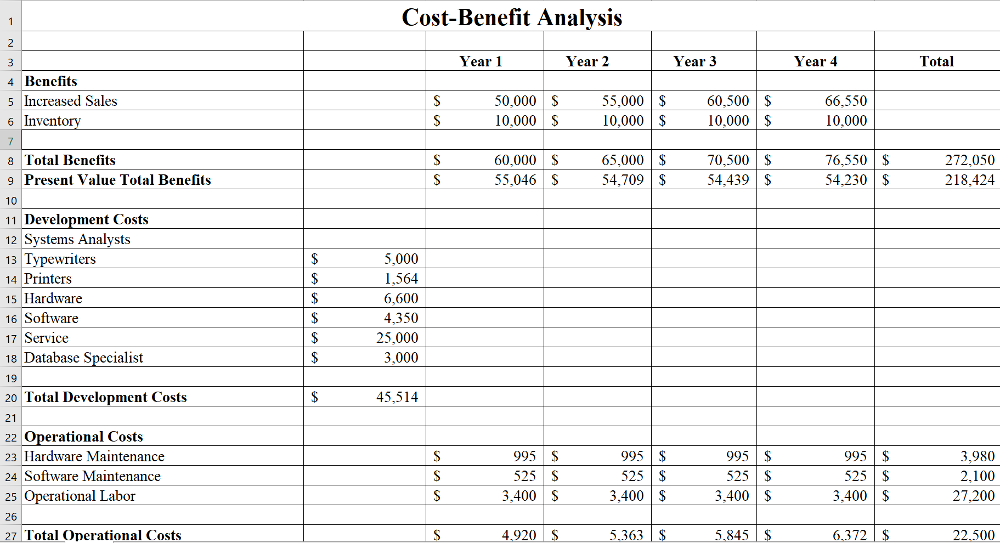 1 Cost-Benefit Analysis
2
3 Year 1 Year 2 Year 3 Year 4 Total
4 Benefits
5 Increased Sales $ 50,000 $ 55,000 $ 60,500 $ 66,550
6 Inventory $ 10,000 $ 10,000 $ 10,000 $ 10,000
7
8 Total Benefits $ 60,000 $ 65,000 $ 70,500 $ 76,550 $ 272,050
9 Present Value Total Benefits $ 55,046 $ 54,709 $ 54,439 $ 54,230 $ 218,424
10
11 Development Costs
12 Systems Analysts
13 Typewriters $ 5,000
14 Printers $ 1,564
15 Hardware $ 6,600
16 Software $ 4,350
17 Service $ 25,000
18 Database Specialist $ 3,000
19
20 Total Development Costs $ 45,514
21
22 Operational Costs
23 Hardware Maintenance $ 995 $ 995 $ 995 $ 995 $ 3,980
24 Software Maintenance $ 525 $ 525 $ 525 $ 525 $ 2,100
25 Operational Labor $ 3,400 $ 3,400 $ 3,400 $ 3,400 $ 27,200
26
27 Total Operational Costs $ 4,920 $ 5,363 $ 5,845 $ 6,372 $ 22,500